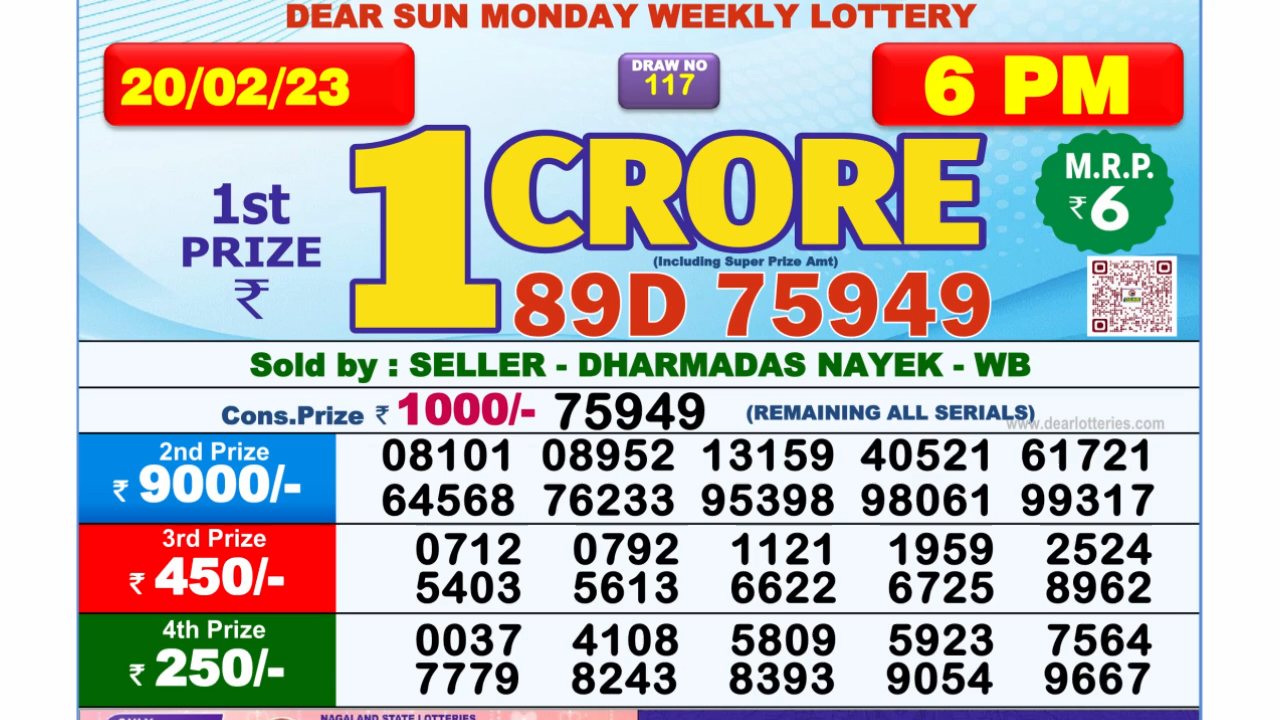 DEAR SUN MONDAY WEEKLY LOTTERY
20/02/23
DRAW NO
117
6 PM
1st
PRIZE
₹
1 CRORE
(Including Super Prize Amt)
M.R.P.
₹6
89D 75949
Sold by : SELLER - DHARMADAS NAYEK - WB
Cons.Prize ₹ 1000/- 75949 (REMAINING ALL SERIALS)
www.dearlotteries.com
2nd Prize
₹ 9000/-
08101 08952 13159 40521 61721
64568 76233 95398 98061 99317
3rd Prize
₹ 450/-
0712 0792 1121 1959 2524
5403 5613 6622 6725 8962
4th Prize
₹ 250/-
0037 4108 5809 5923 7564
7779 8243 8393 9054 9667
NAGALAND STATE LOTTERIES